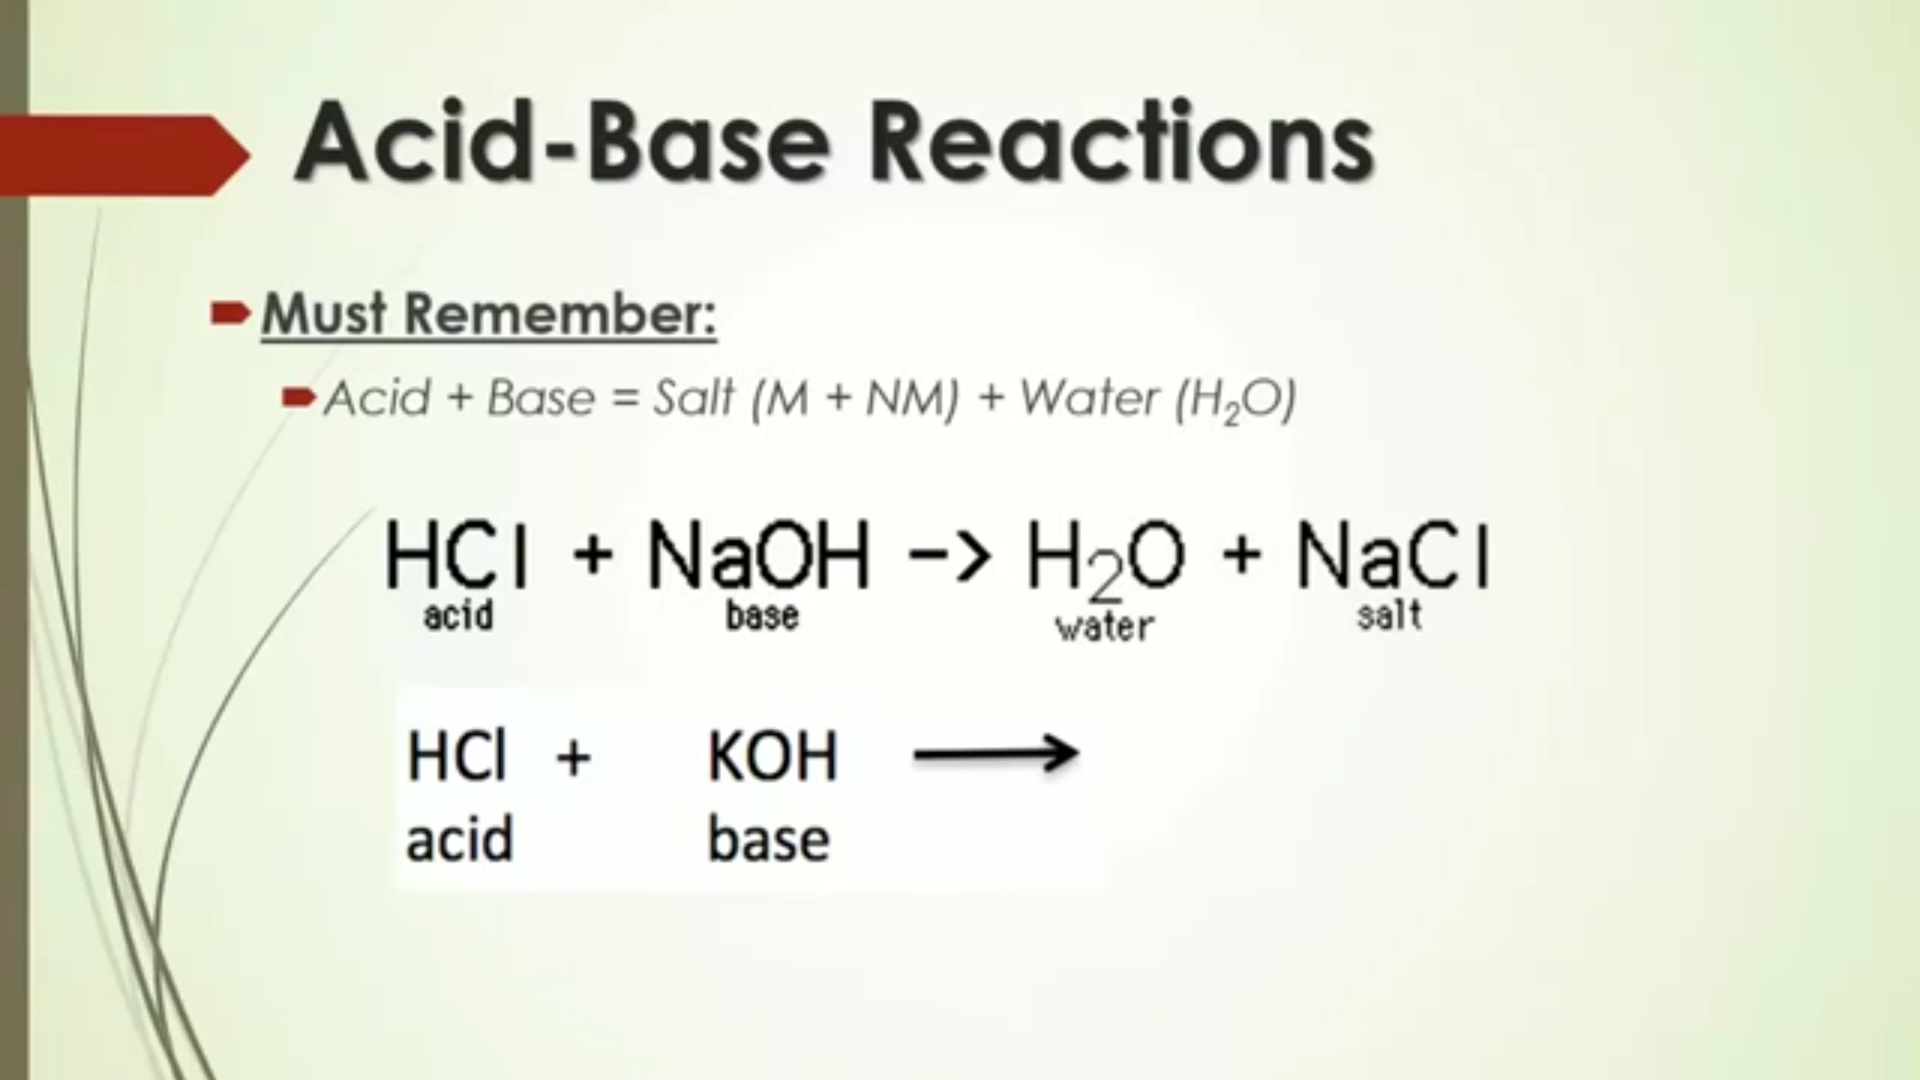 Acid-Base Reactions
Must Remember:
Acid + Base = Salt (M + NM) + Water (H₂O)
HCl + NaOH -> H₂O + NaCl
acid base water salt
HCl + KOH ⟶
acid base